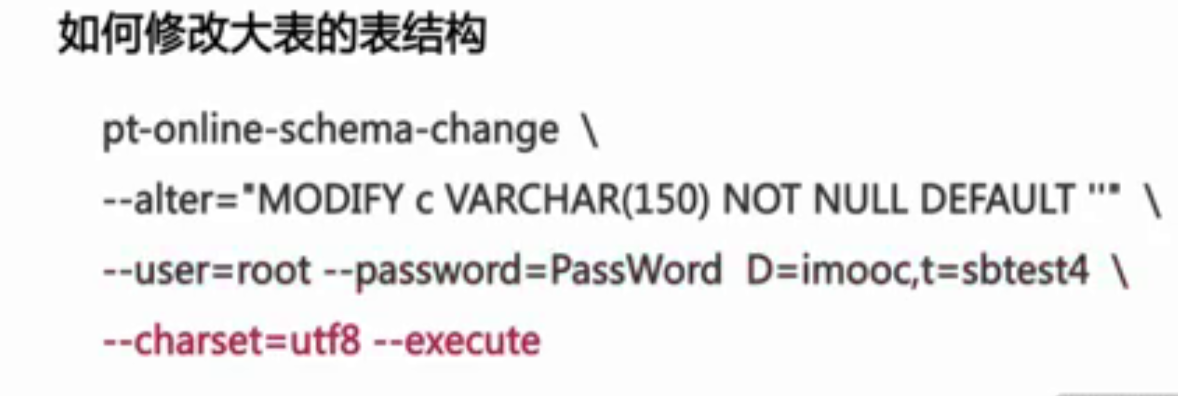 如何修改大表的表结构
pt-online-schema-change \
--alter="MODIFY c VARCHAR(150) NOT NULL DEFAULT ''" \
--user=root --password=PassWord D=imooc,t=sbtest4 \
--charset=utf8 --execute